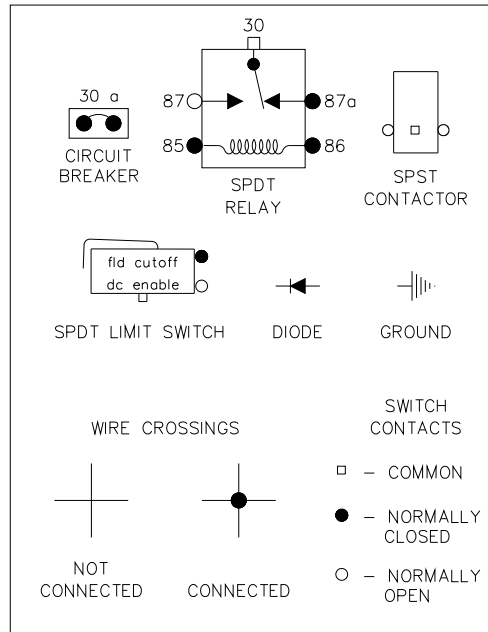 30
30 a
87
87a
85
86
CIRCUIT
BREAKER
SPDT
RELAY
SPST
CONTACTOR
fld cutoff
dc enable
SPDT LIMIT SWITCH
DIODE
GROUND
WIRE CROSSINGS
SWITCH
CONTACTS
- COMMON
- NORMALLY
CLOSED
- NORMALLY
OPEN
NOT
CONNECTED
CONNECTED